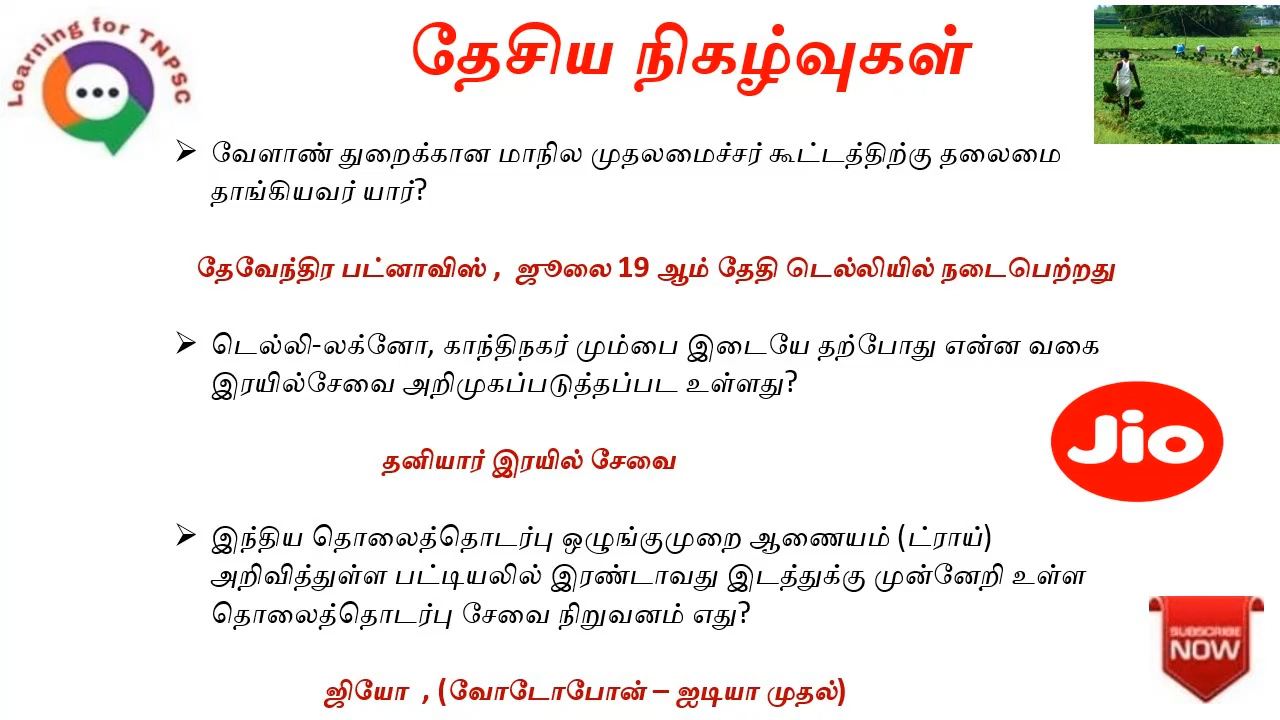 Learning for TNPSC
தேசிய நிகழ்வுகள்
➢ வேளாண் துறைக்கான மாநில முதலமைச்சர் கூட்டத்திற்கு தலைமை
தாங்கியவர் யார்?
தேவேந்திர பட்னாவிஸ் , ஜூலை 19 ஆம் தேதி டெல்லியில் நடைபெற்றது
➢ டெல்லி-லக்னோ, காந்திநகர் மும்பை இடையே தற்போது என்ன வகை
இரயில்சேவை அறிமுகப்படுத்தப்பட உள்ளது?
Jio
தனியார் இரயில் சேவை
➢ இந்திய தொலைத்தொடர்பு ஒழுங்குமுறை ஆணையம் (ட்ராய்)
அறிவித்துள்ள பட்டியலில் இரண்டாவது இடத்துக்கு முன்னேறி உள்ள
தொலைத்தொடர்பு சேவை நிறுவனம் எது?
SUBSCRIBE
NOW
ஜியோ , (வோடோபோன் – ஐடியா முதல்)